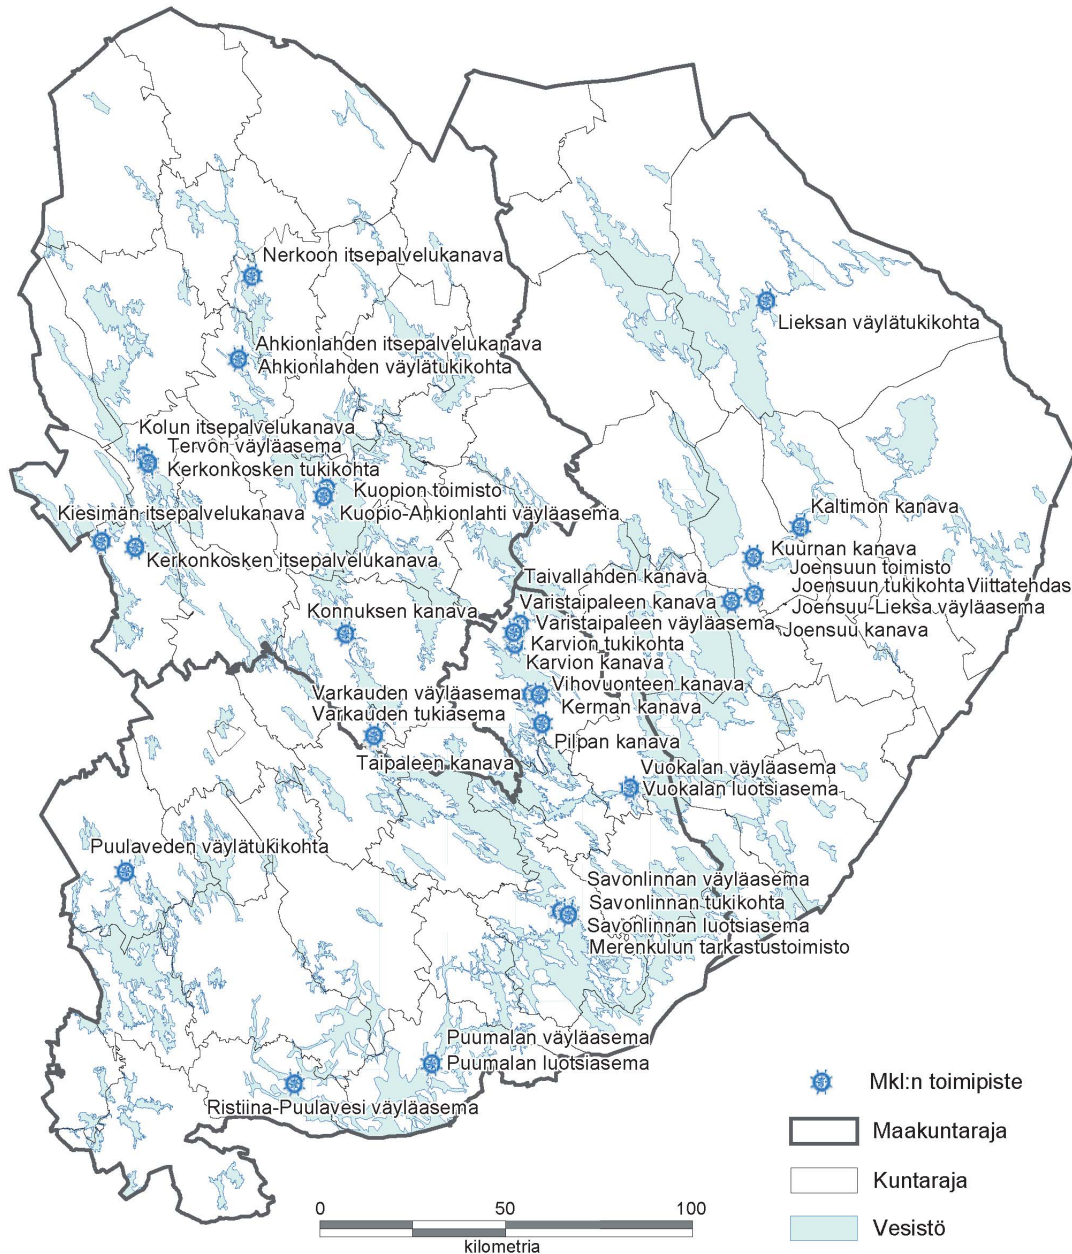 Nerkoon itsepalvelukanava
Lieksan väylätukikohta
Ahkionlahden itsepalvelukanava
Ahkionlahden väylätukikohta
Kolun itsepalvelukanava
Tervon väyläasema
Kerkonkosken tukikohta
Kuopion toimisto
Kiesimän itsepalvelukanava
Kuopio-Ahkionlahti väyläasema
Kaltimon kanava
Kerkonkosken itsepalvelukanava
Kuurnan kanava
Joensuun toimisto
Taivallahden kanava
Joensuun tukikohta Viittatehdas
Varistaipaleen kanava
Joensuu-Lieksa väyläasema
Konnuksen kanava
Varistaipaleen väyläasema
Joensuu kanava
Karvion tukikohta
Karvion kanava
Varkauden väyläasema
Vihovuonteen kanava
Varkauden tukiasema
Kerman kanava
Pilpan kanava
Taipaleen kanava
Vuokalan väyläasema
Vuokalan luotsiasema
Puulaveden väylätukikohta
Savonlinnan väyläasema
Savonlinnan tukikohta
Savonlinnan luotsiasema
Merenkulun tarkastustoimisto
Puumalan väyläasema
Puumalan luotsiasema
Ristiina-Puulavesi väyläasema
Mkl:n toimipiste
Maakuntaraja
Kuntaraja
Vesistö
0 50 100
kilometria